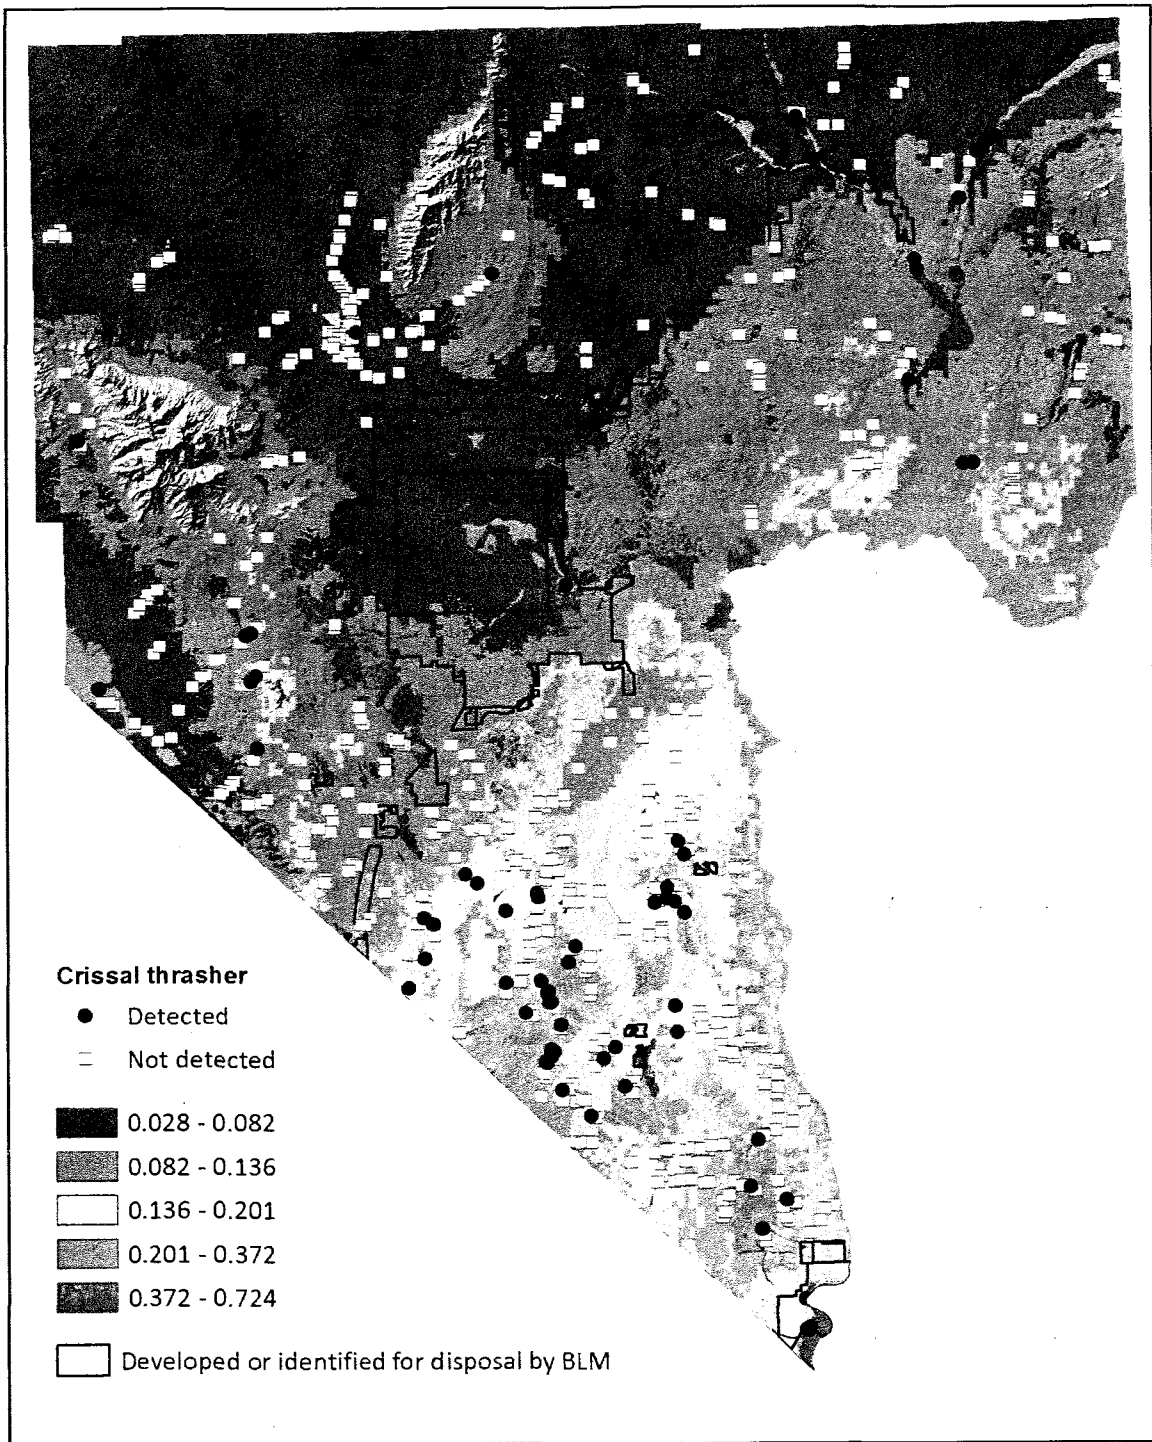 Crissal thrasher
Detected
Not detected
0.028 - 0.082
0.082 - 0.136
0.136 - 0.201
0.201 - 0.372
0.372 - 0.724
Developed or identified for disposal by BLM